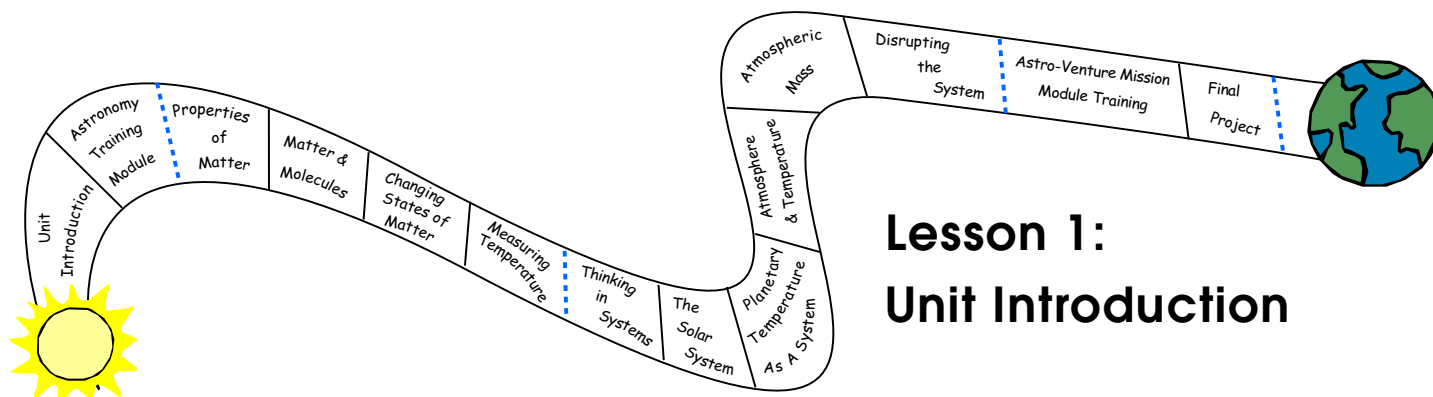 Unit
Introduction
Astronomy
Training
Module
Properties
of
Matter
Matter &
Molecules
Changing
States of
Matter
Measuring
Temperature
Thinking
in
Systems
The
Solar
System
Planetary
Temperature
As A System
Atmosphere
& Temperature
Atmospheric
Mass
Disrupting
the
System
Astro-Venture Mission
Module Training
Final
Project
Lesson 1:
Unit Introduction